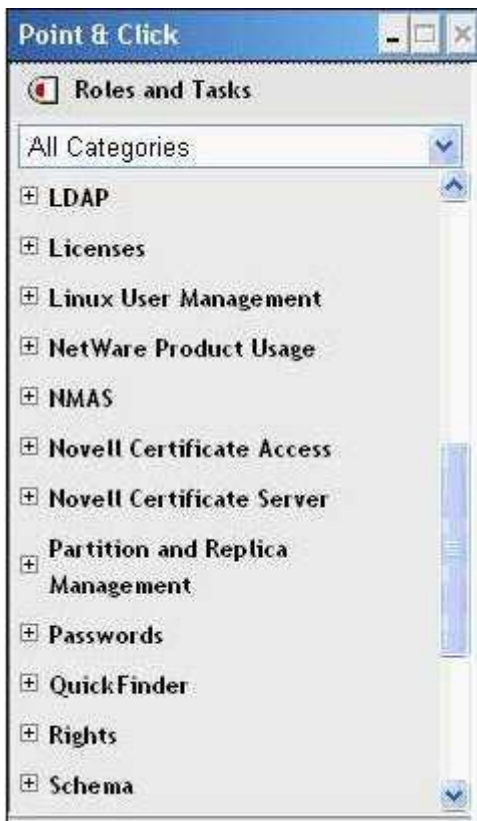 Point & Click
Roles and Tasks
All Categories
LDAP
Licenses
Linux User Management
NetWare Product Usage
NMAS
Novell Certificate Access
Novell Certificate Server
Partition and Replica
Management
Passwords
QuickFinder
Rights
Schema